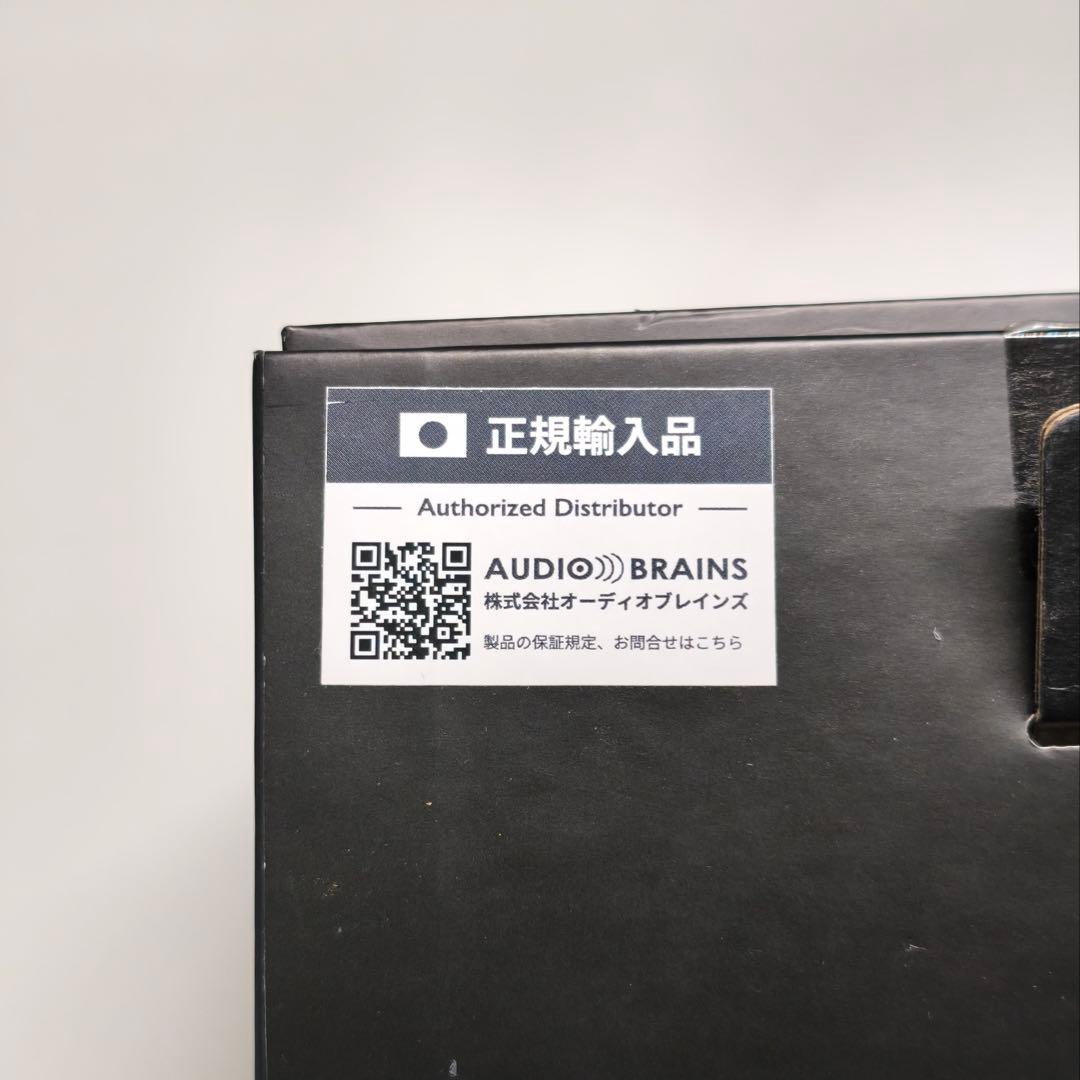 正規輸入品
Authorized Distributor
AUDIO BRAINS
株式会社オーディオブレインズ
製品の保証規定、お問合せはこちら